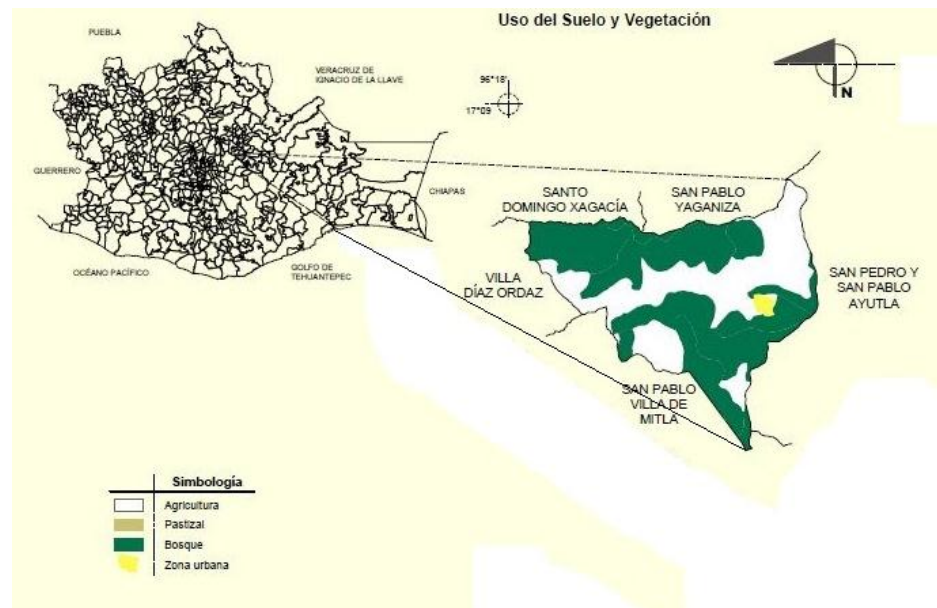 Uso del Suelo y Vegetación
PUEBLA
VERACRUZ DE
IGNACIO DE LA LLAVE
96°18'
17°09
N
GUERRERO
CHIAPAS
OCÉANO PACÍFICO
GOLFO DE
TEHUANTEPEC
SANTO
DOMINGO XAGACÍA
SAN PABLO
YAGANIZA
VILLA
DÍAZ ORDAZ
SAN PEDRO Y
SAN PABLO
AYUTLA
SAN PABLO
VILLA DE
MITLA
Simbología
Agricultura
Pastizal
Bosque
Zona urbana